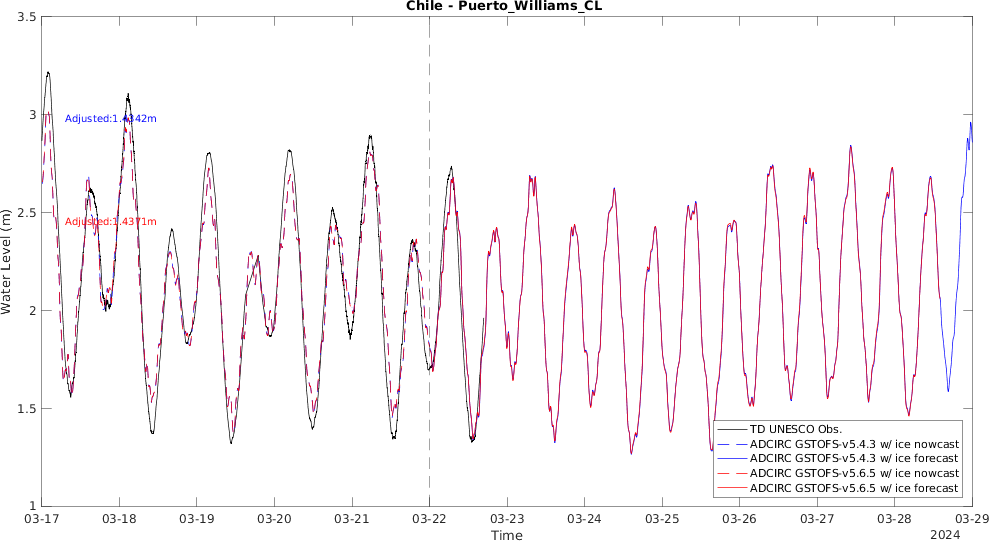 Chile - Puerto_Williams_CL
3.5
3
2.5
2
1.5
1
Water Level (m)
Adjusted:1.4342m
Adjusted:1.4371m
TD UNESCO Obs.
ADCIRC GSTOFS-v5.4.3 w/ ice nowcast
ADCIRC GSTOFS-v5.4.3 w/ ice forecast
ADCIRC GSTOFS-v5.6.5 w/ ice nowcast
ADCIRC GSTOFS-v5.6.5 w/ ice forecast
03-17 03-18 03-19 03-20 03-21 03-22 03-23 03-24 03-25 03-26 03-27 03-28 03-29
Time
2024